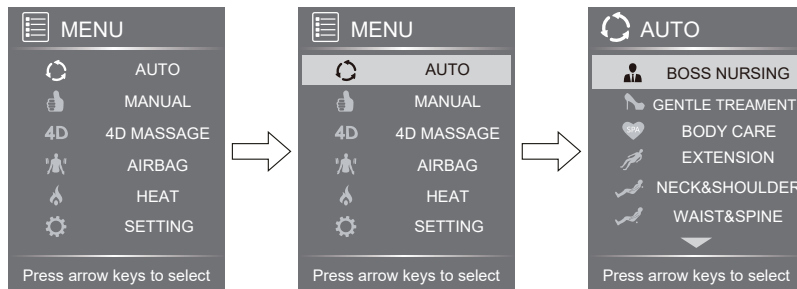 MENU
AUTO
MANUAL
4D 4D MASSAGE
AIRBAG
HEAT
SETTING
Press arrow keys to select
MENU
AUTO
MANUAL
4D 4D MASSAGE
AIRBAG
HEAT
SETTING
Press arrow keys to select
AUTO
BOSS NURSING
GENTLE TREAMENT
SPA BODY CARE
EXTENSION
NECK&SHOULDER
WAIST&SPINE
Press arrow keys to select